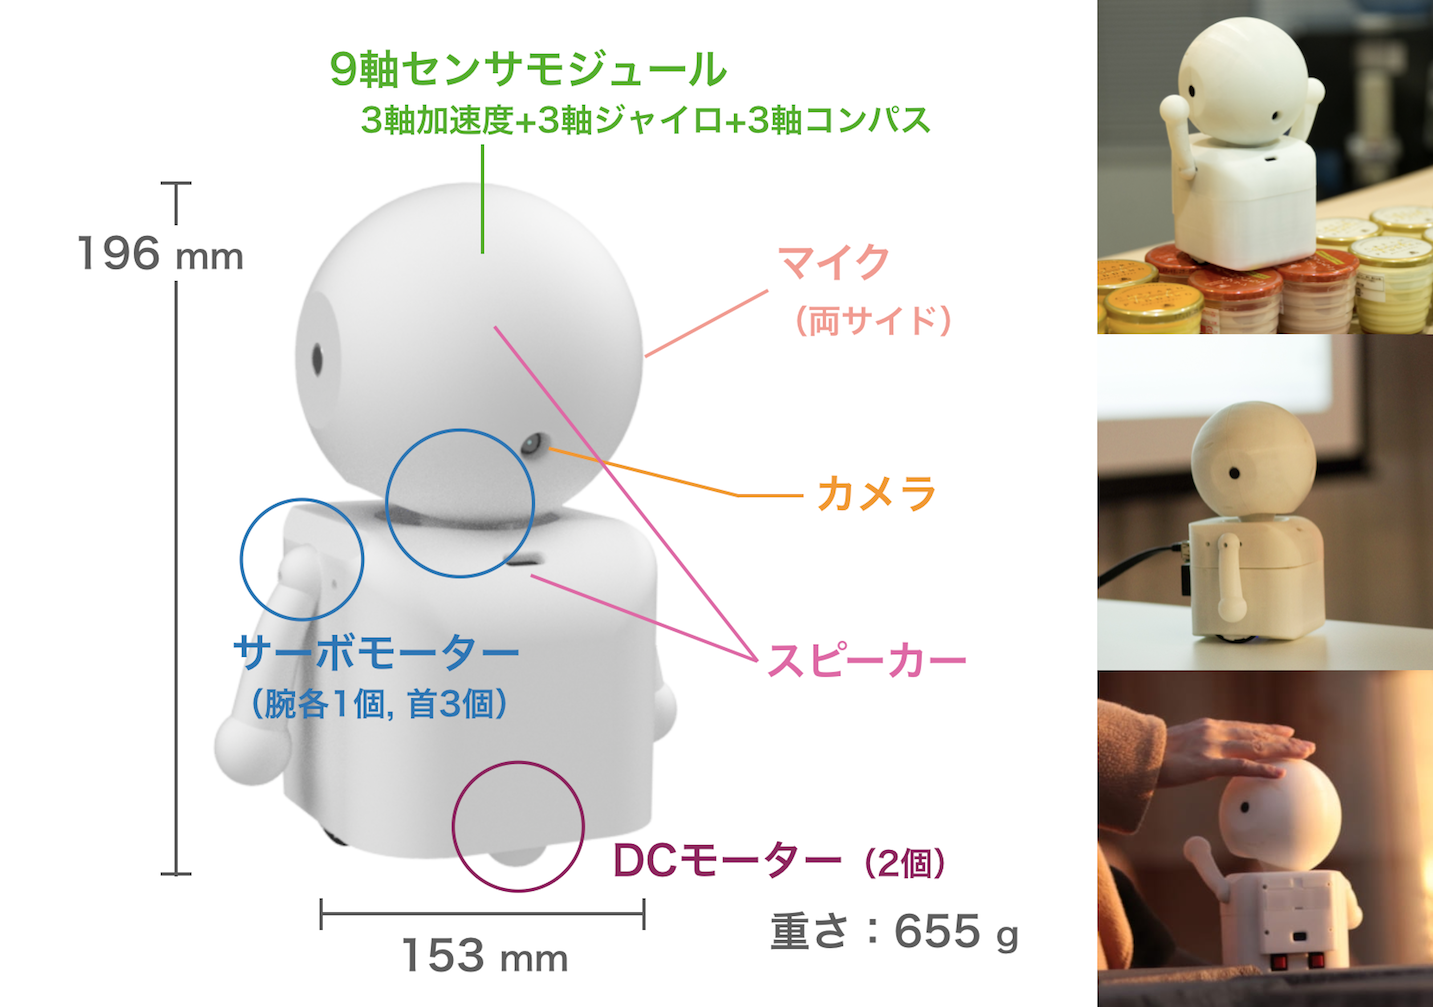 9軸センサモジュール
3軸加速度+3軸ジャイロ+3軸コンパス
196 mm
マイク
（両サイド）
カメラ
サーボモーター
（腕各1個, 首3個）
スピーカー
DCモーター（2個）
153 mm
重さ：655 g